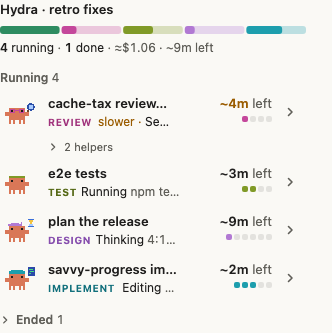 Hydra · retro fixes
4 running · 1 done · ≈$1.06 · ~9m left
Running 4
cache-tax review... ~4m left
REVIEW slower · Se...
2 helpers
e2e tests ~3m left
TEST Running npm te...
plan the release ~9m left
DESIGN Thinking 4:1...
savvy-progress im... ~2m left
IMPLEMENT Editing ...
Ended 1